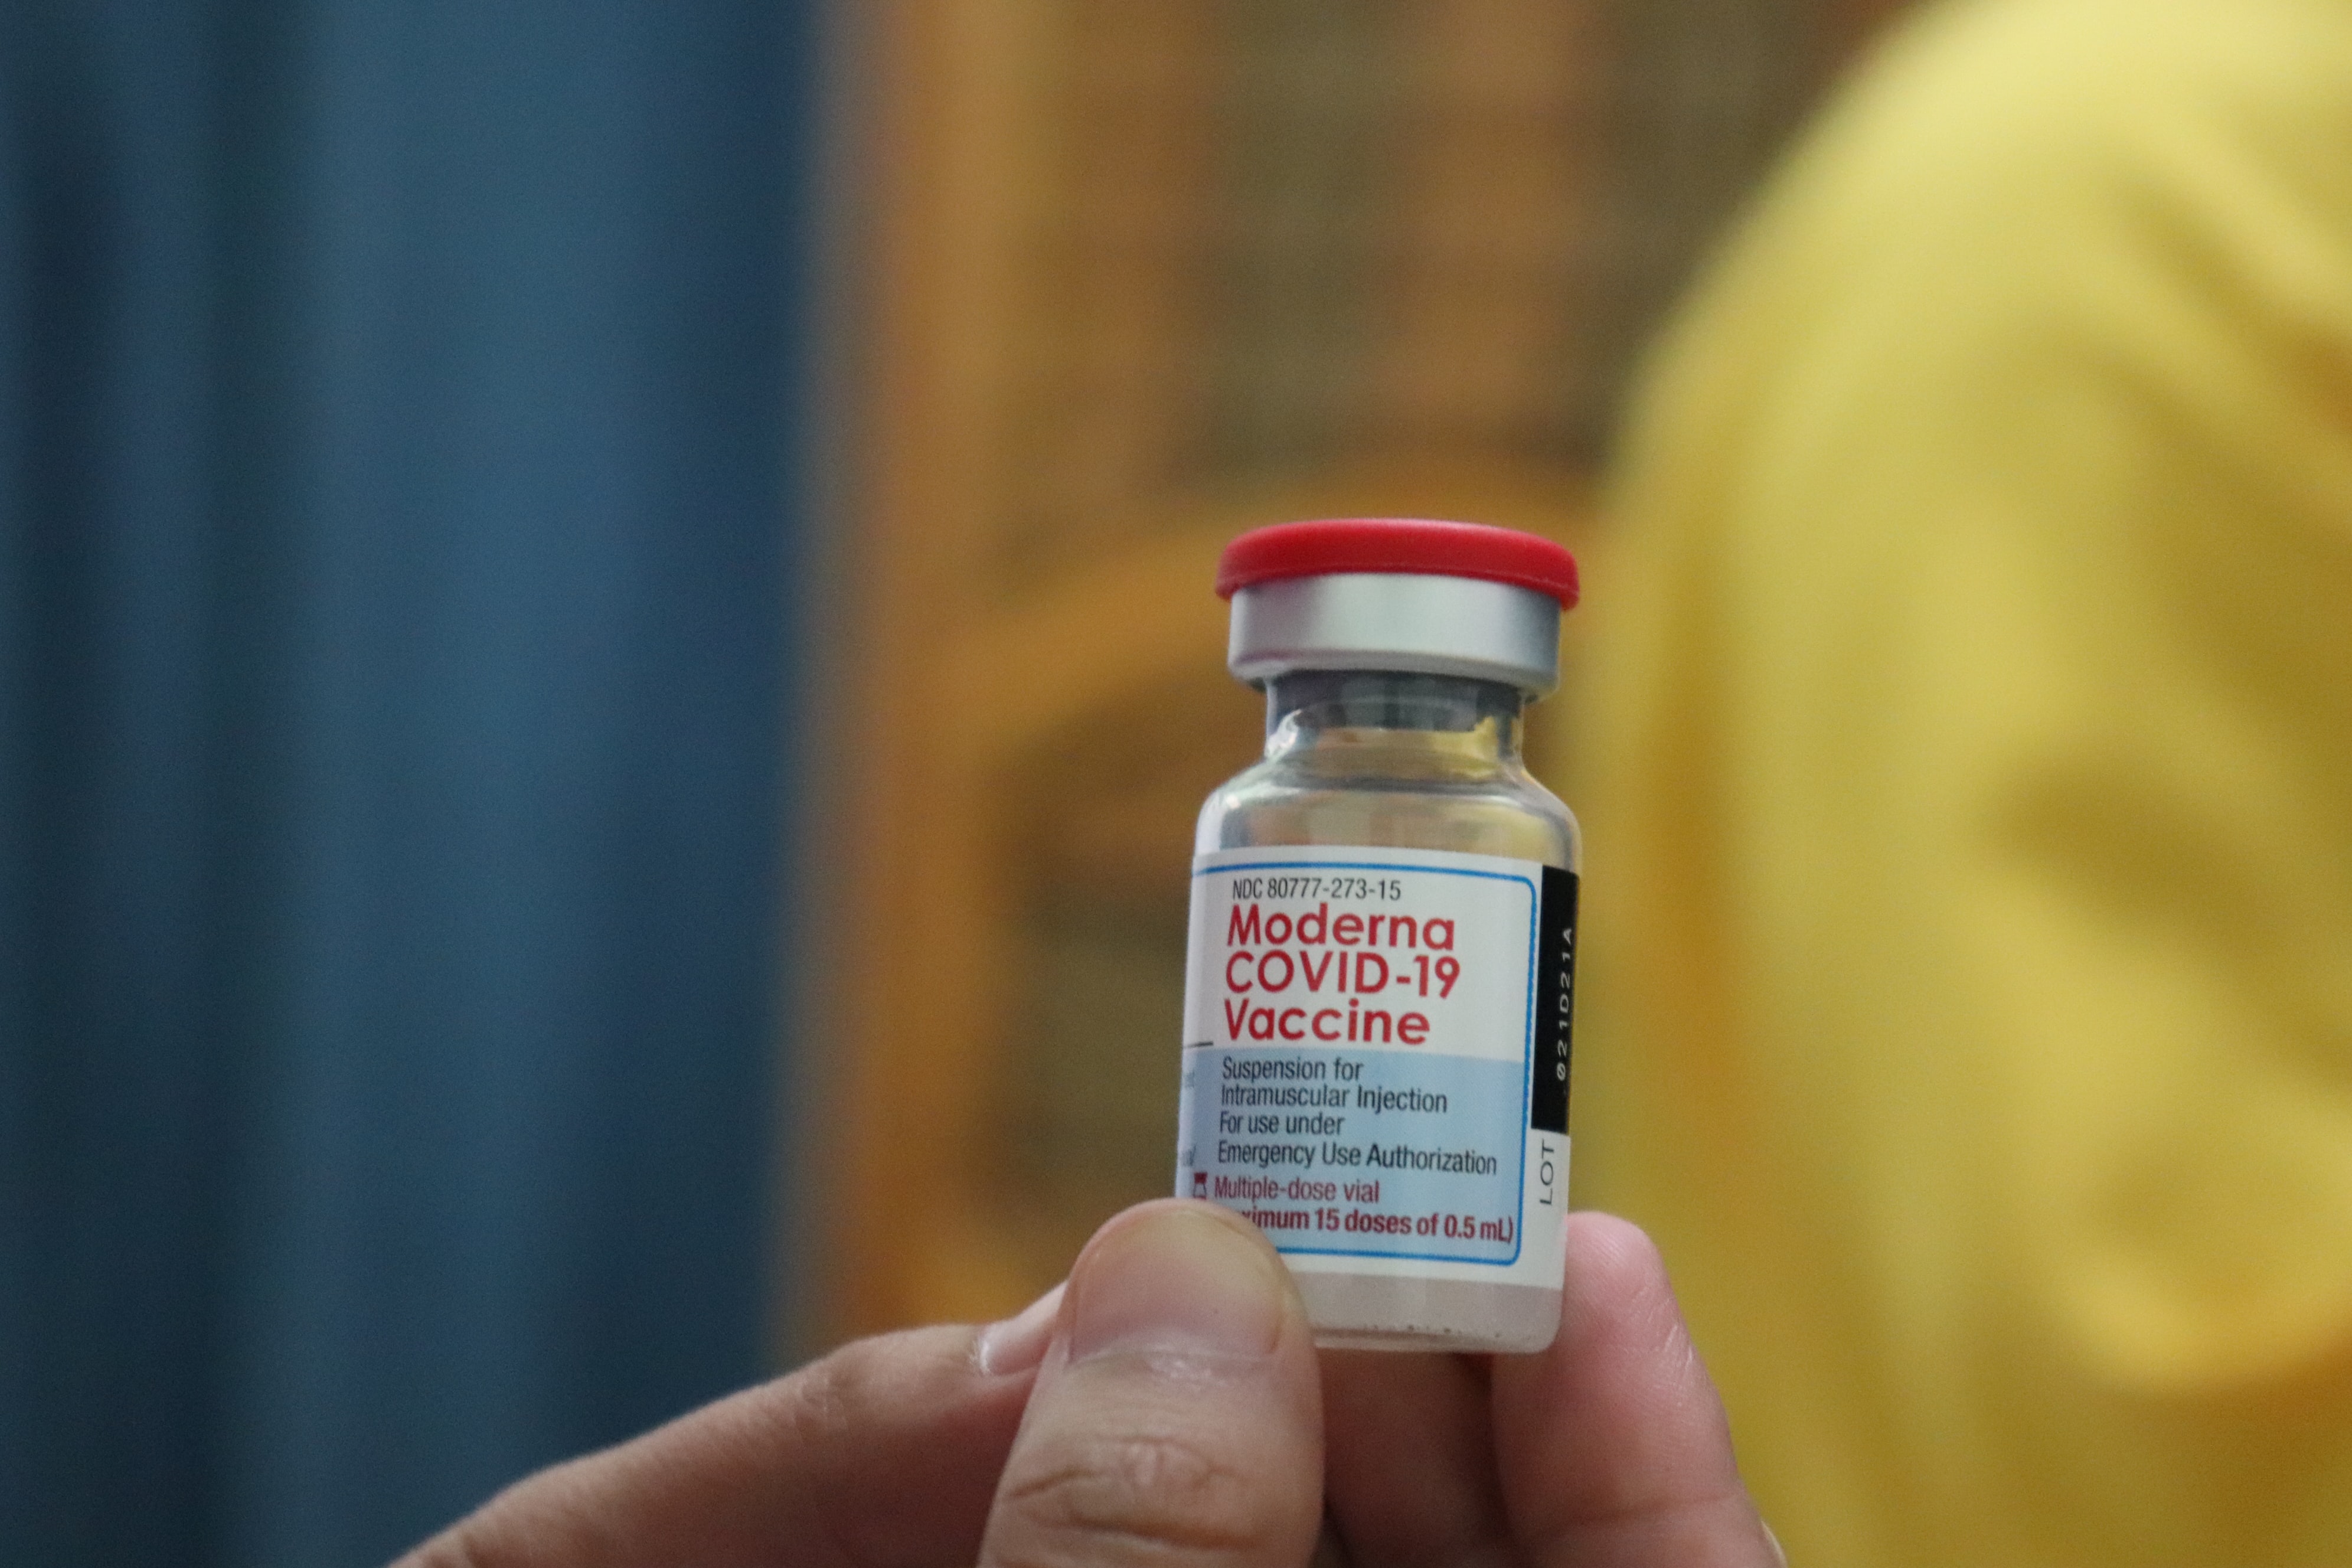 NDC 80777-273-15
Moderna
COVID-19
Vaccine
Suspension for
Intramuscular Injection
For use under
Emergency Use Authorization
Multiple-dose vial
ximum 15 doses of 0.5 mL)
LOT 021D21A